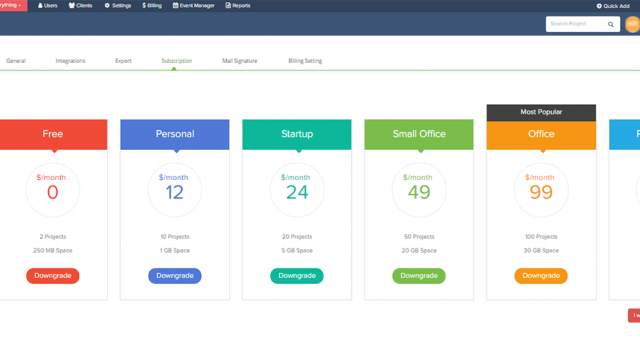 Users Clients Settings $ Billing Event Manager Reports Quick Add
Search Project
General Integrations Export Subscription Mail Signature Billing Setting
Most Popular
Free Personal Startup Small Office Office
$/month $/month $/month $/month $/month
0 12 24 49 99
2 Projects 10 Projects 20 Projects 50 Projects 100 Projects
250 MB Space 1 GB Space 5 GB Space 20 GB Space 30 GB Space
Downgrade Downgrade Downgrade Downgrade Downgrade